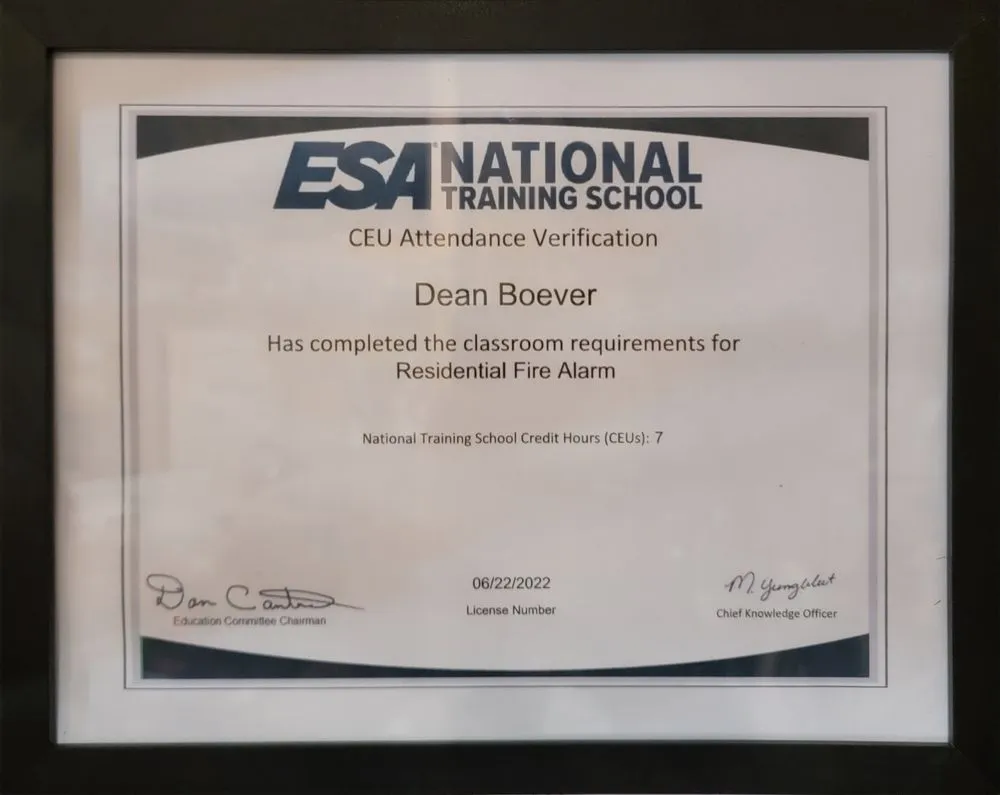 ESA NATIONAL
TRAINING SCHOOL
CEU Attendance Verification
Dean Boever
Has completed the classroom requirements for
Residential Fire Alarm
National Training School Credit Hours (CEUs): 7
Dan
Education Committee Chairman
06/22/2022
License Number
M.
Chief Knowledge Officer